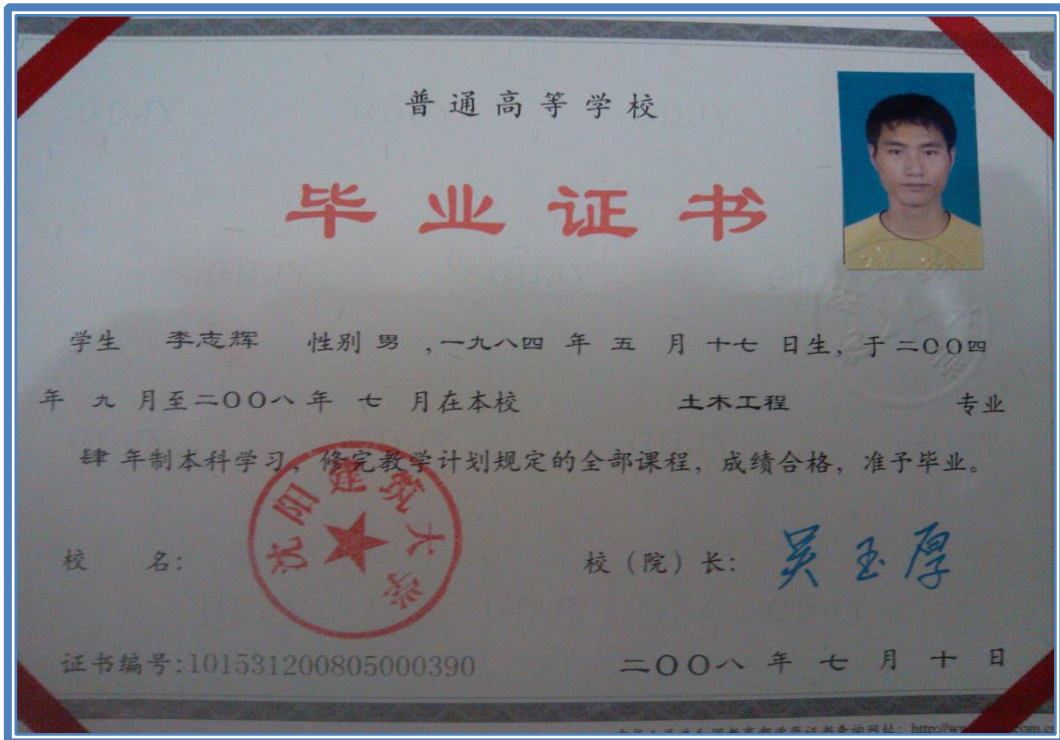 普通高等学校
毕业证书
学生 李志辉 性别 男 ,一九八四 年 五 月 十七 日生，于 二〇〇四
年 九 月至二〇〇八 年 七 月在本校 土木工程 专业
肆 年制本科学习，修完教学计划规定的全部课程，成绩合格，准予毕业。
沈阳建筑大学
校 名：
校（院）长： 吴玉厚
证书编号:101531200805000390
二〇〇八 年 七 月 十 日